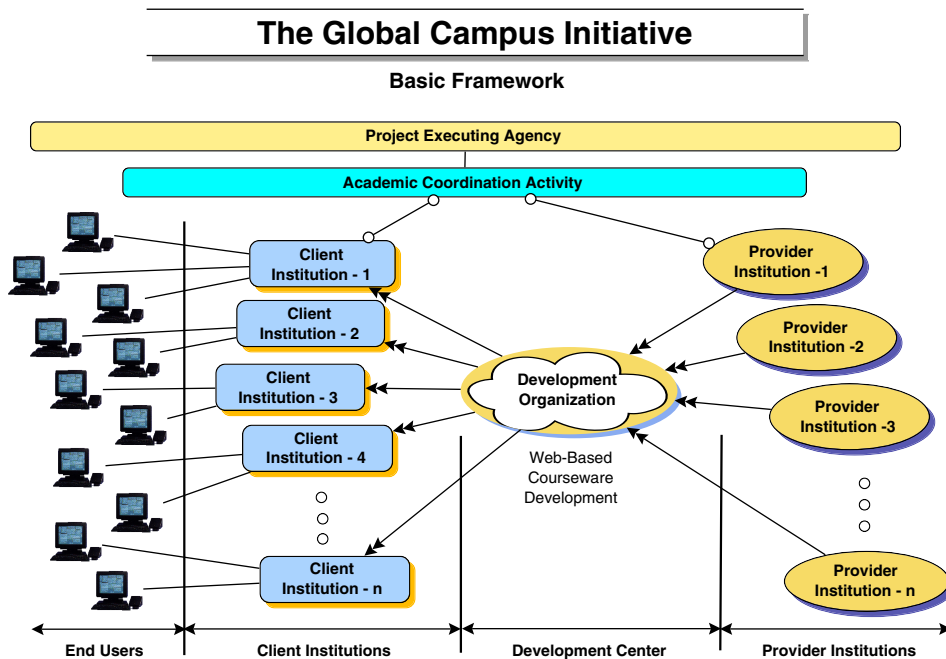 The Global Campus Initiative
Basic Framework
Project Executing Agency
Academic Coordination Activity
Client
Institution - 1
Client
Institution - 2
Client
Institution - 3
Client
Institution - 4
Client
Institution - n
Development
Organization
Web-Based
Courseware
Development
Provider
Institution -1
Provider
Institution -2
Provider
Institution -3
Provider
Institution - n
End Users
Client Institutions
Development Center
Provider Institutions